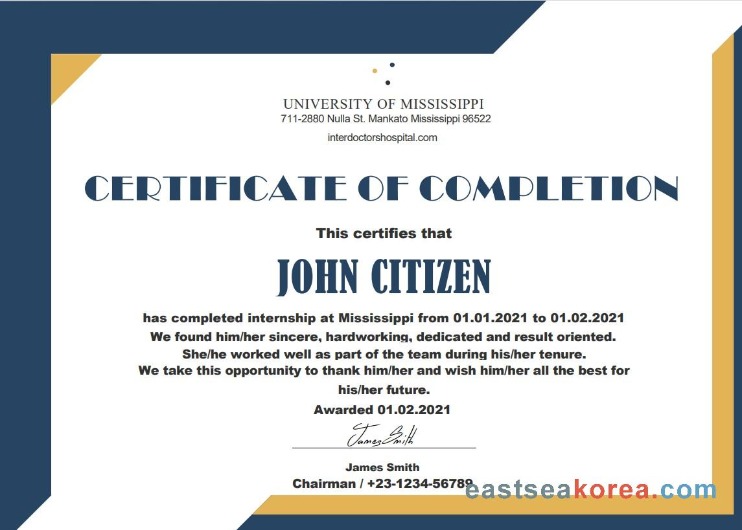 UNIVERSITY OF MISSISSIPPI
711-2880 Nulla St. Mankato Mississippi 96522
interdoctorshospital.com
CERTIFICATE OF COMPLETION
This certifies that
JOHN CITIZEN
has completed internship at Mississippi from 01.01.2021 to 01.02.2021
We found him/her sincere, hardworking, dedicated and result oriented.
She/he worked well as part of the team during his/her tenure.
We take this opportunity to thank him/her and wish him/her all the best for
his/her future.
Awarded 01.02.2021
James Smith
James Smith
Chairman / +23-1234-56789
eastseakorea.com